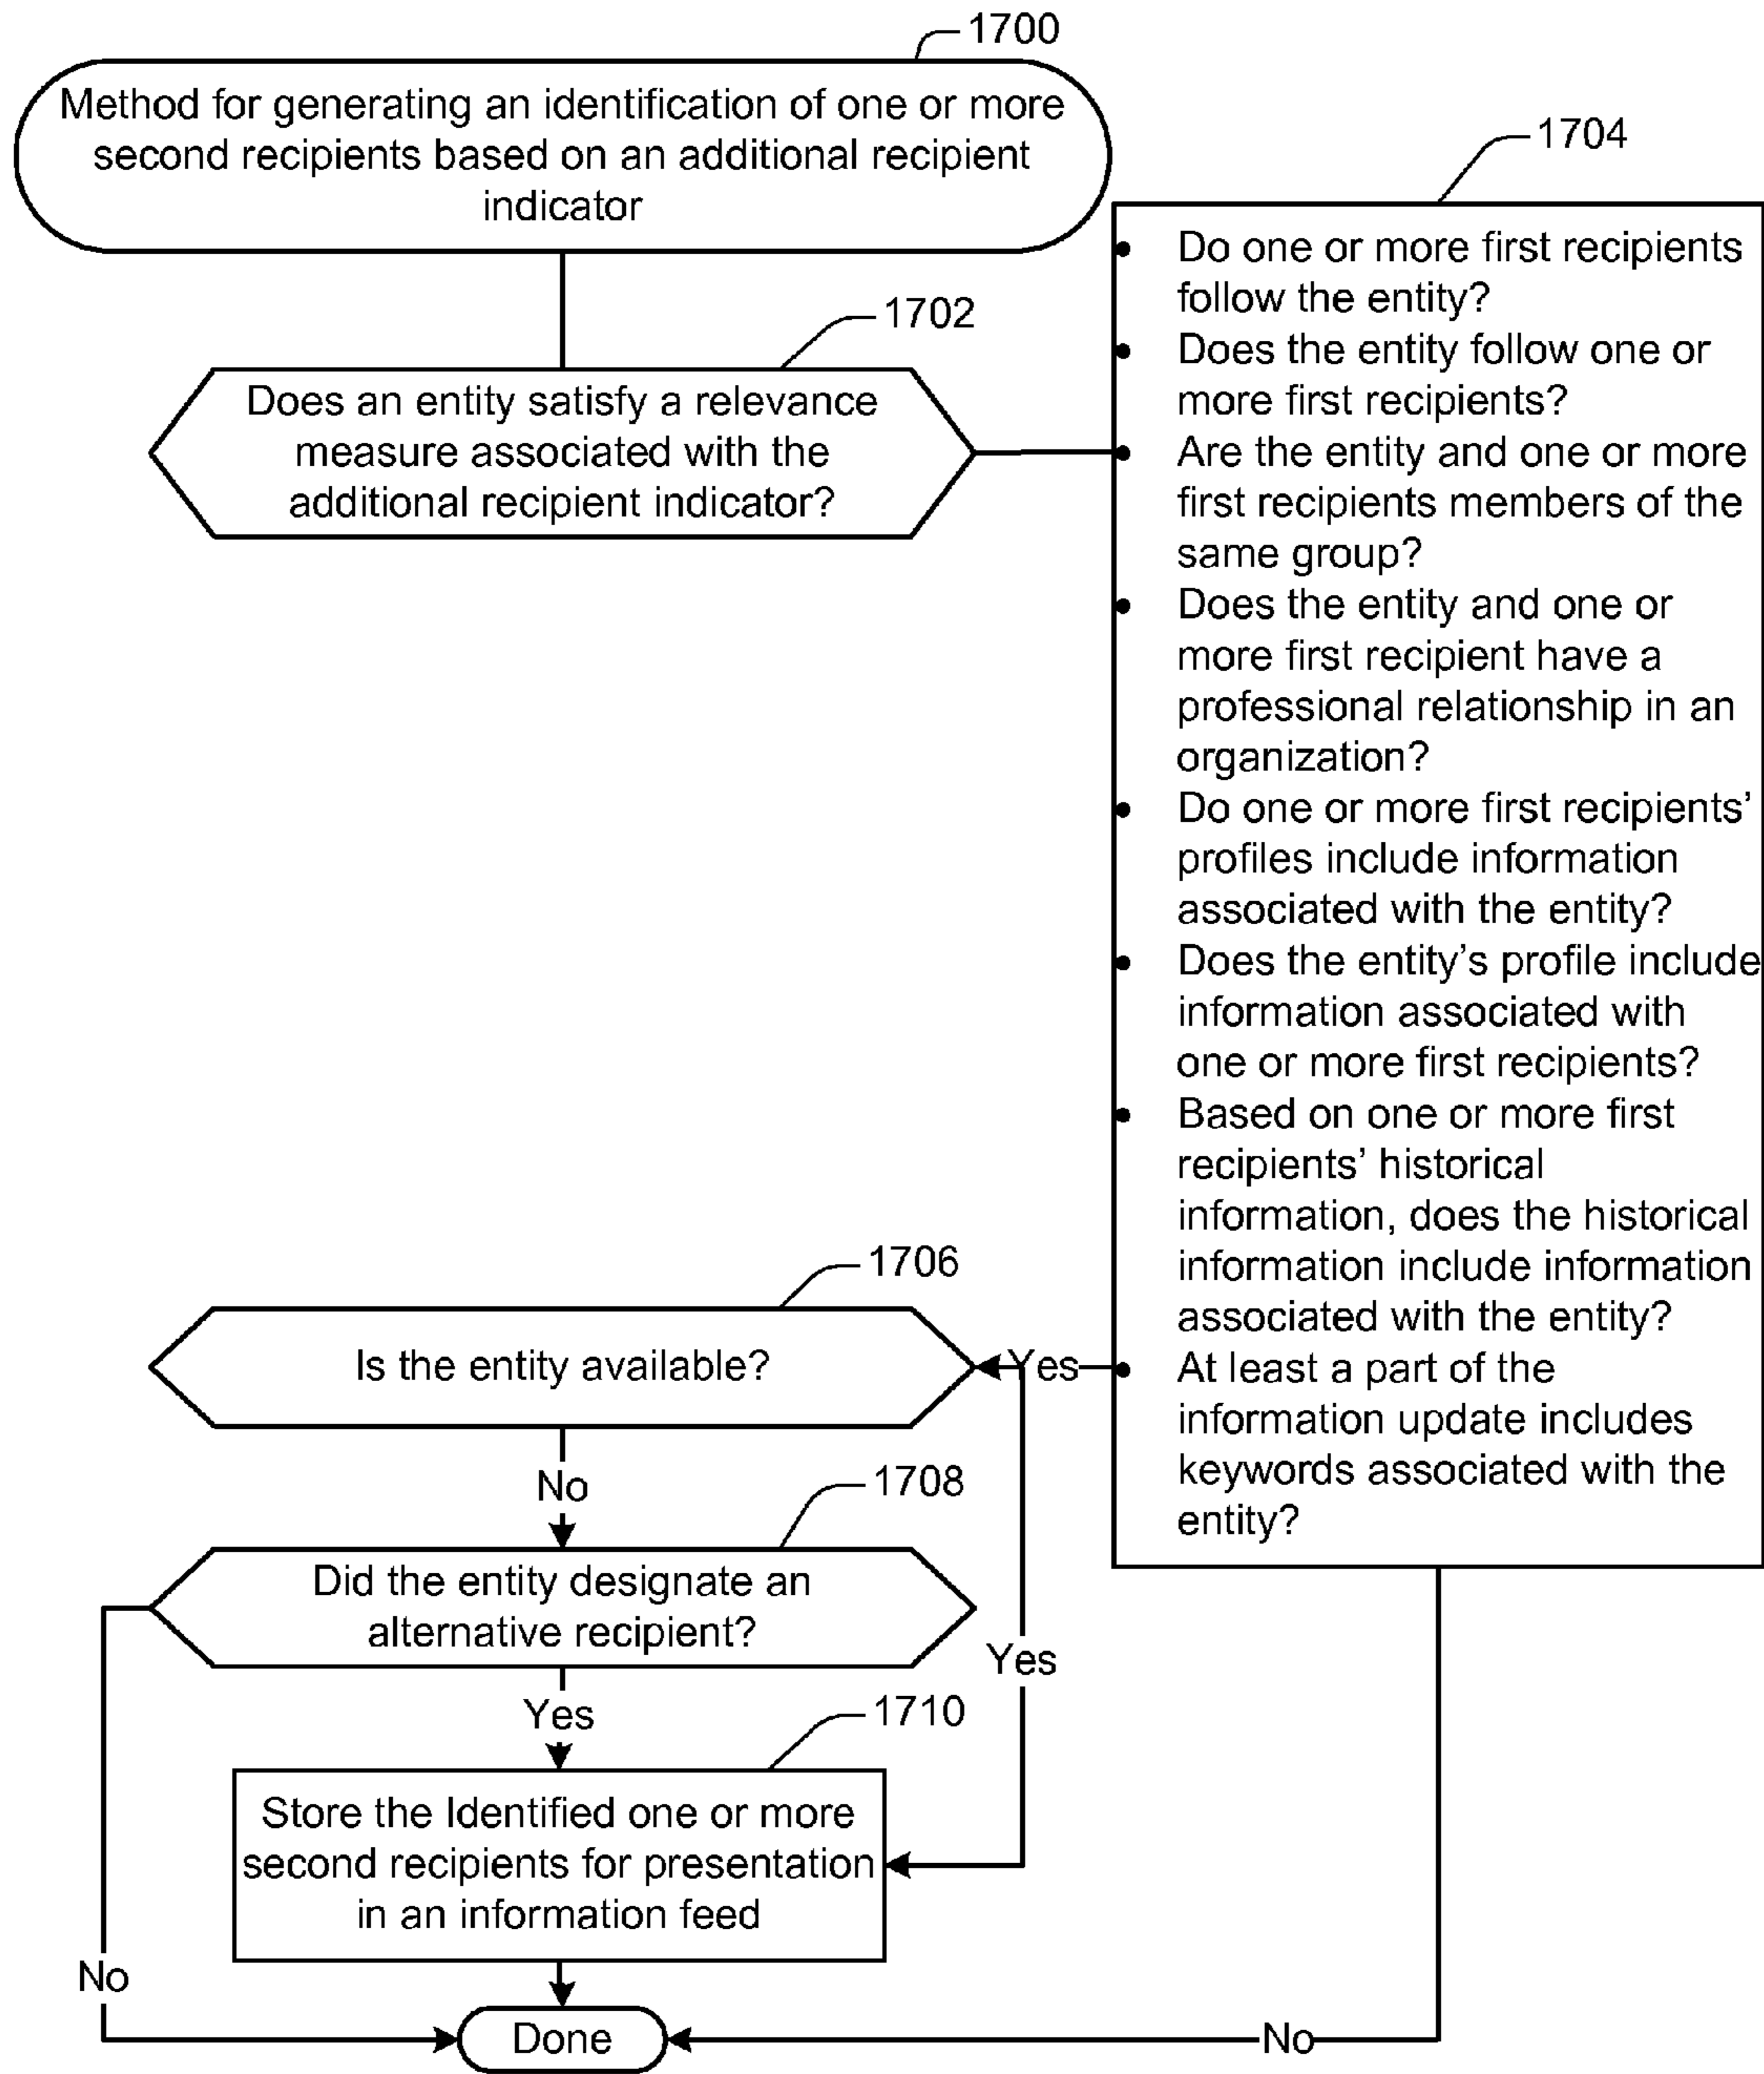 1700
Method for generating an identification of one or more
second recipients based on an additional recipient
indicator
1702
Does an entity satisfy a relevance
measure associated with the
additional recipient indicator?
1704
• Do one or more first recipients
follow the entity?
• Does the entity follow one or
more first recipients?
• Are the entity and one or more
first recipients members of the
same group?
• Does the entity and one or
more first recipient have a
professional relationship in an
organization?
• Do one or more first recipients’
profiles include information
associated with the entity?
• Does the entity’s profile include
information associated with
one or more first recipients?
• Based on one or more first
recipients’ historical
information, does the historical
information include information
associated with the entity?
• At least a part of the
information update includes
keywords associated with the
entity?
Yes
1706
Is the entity available?
No
1708
Did the entity designate an
alternative recipient?
Yes
Yes
1710
Store the Identified one or more
second recipients for presentation
in an information feed
No
Done
No